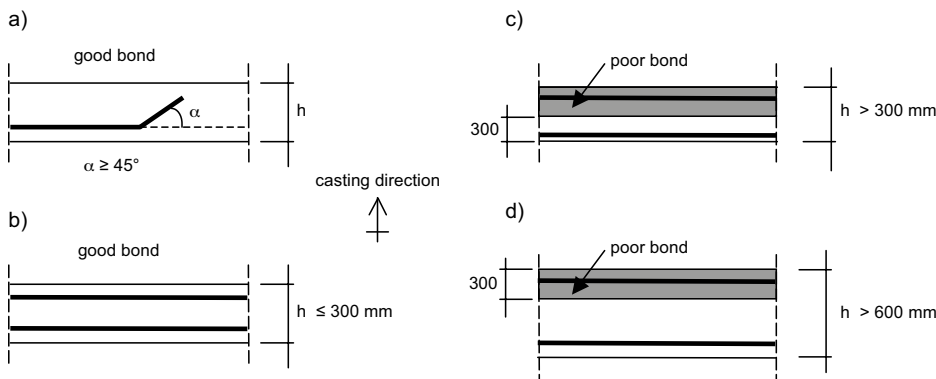 a)
good bond
α
h
α ≥ 45°
casting direction
b)
good bond
h ≤ 300 mm
c)
poor bond
300
h > 300 mm
d)
poor bond
300
h > 600 mm